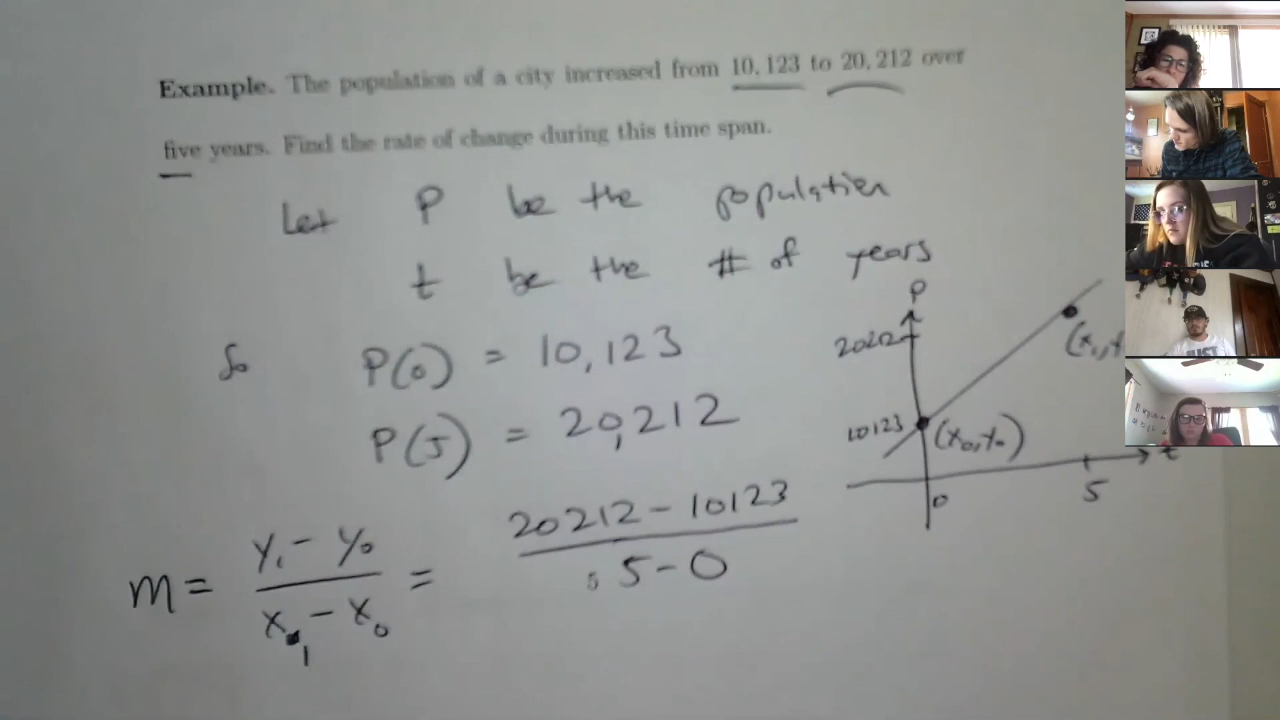 Example. The population of a city increased from 10,123 to 20,212 over
five years. Find the rate of change during this time span.
Let P be the population
t be the # of years
So P(0) = 10,123
P(5) = 20,212
m = y₁ - y₀ / x₁ - x₀ = 20212 - 10123 / 5 - 0
P
20212
10123
(x₀, y₀)
(x₁, y
0
5
t